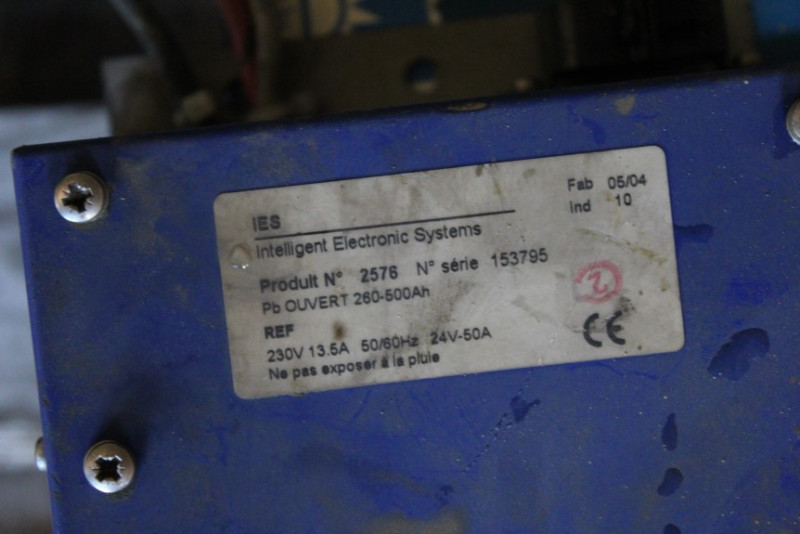 IES
Intelligent Electronic Systems
Fab 05/04
Ind 10
Produit N° 2576 N° série 153795
Pb OUVERT 260-500Ah
REF
230V 13.5A 50/60Hz 24V-50A
Ne pas exposer à la pluie
CE